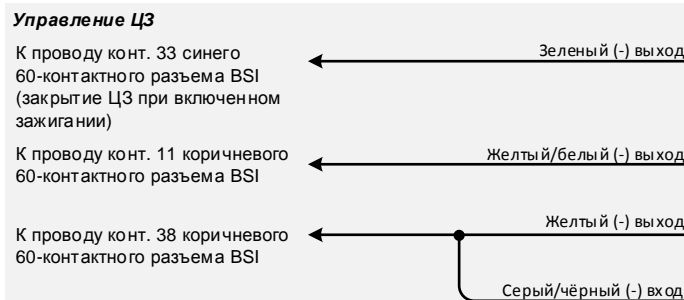 Управление ЦЗ
К проводу конт. 33 синего
60-контактного разъема BSI
(закрытие ЦЗ при включенном
зажигании)
Зеленый (-) выход
К проводу конт. 11 коричневого
60-контактного разъема BSI
Желтый/белый (-) выход
К проводу конт. 38 коричневого
60-контактного разъема BSI
Желтый (-) выход
Серый/чёрный (-) вход